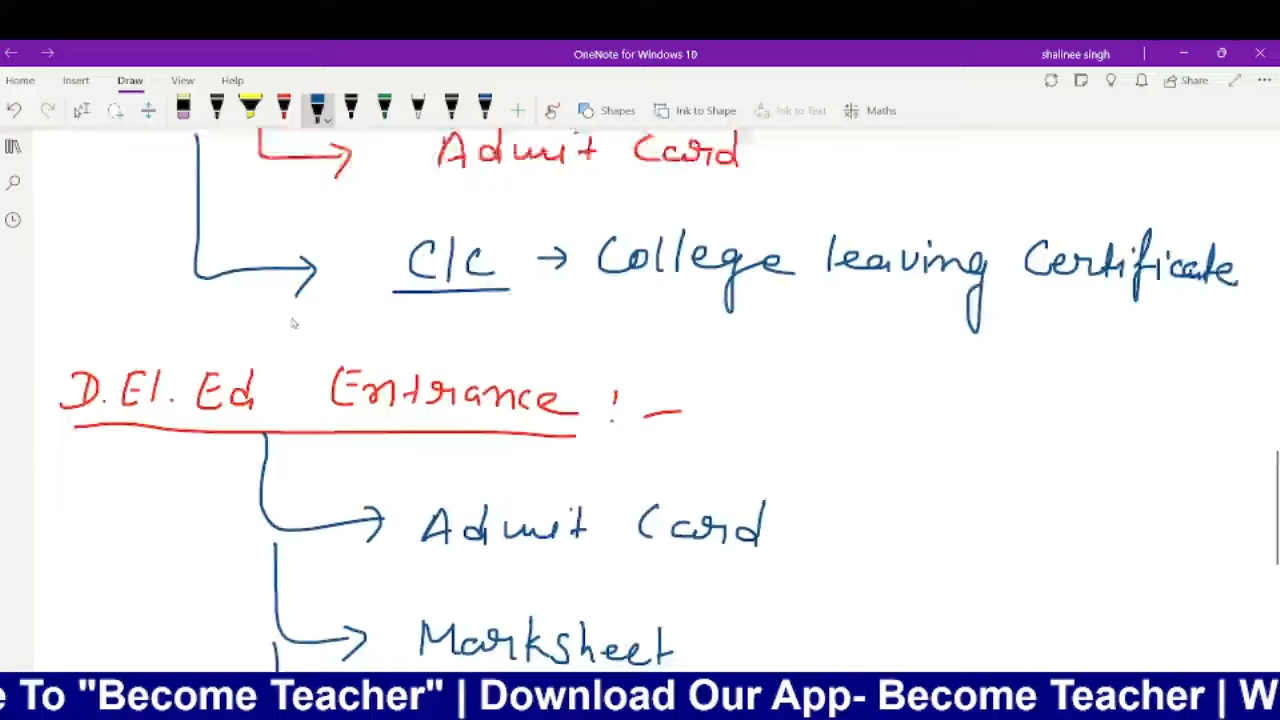 OneNote for Windows 10
shalinee singh
Home Insert Draw View Help
Share
Shapes Ink to Shape Ink to Text Maths
Admit Card
C/C → College leaving Certificate
D.El.Ed Entrance :-
Admit Card
Marksheet
e To "Become Teacher" | Download Our App- Become Teacher | W